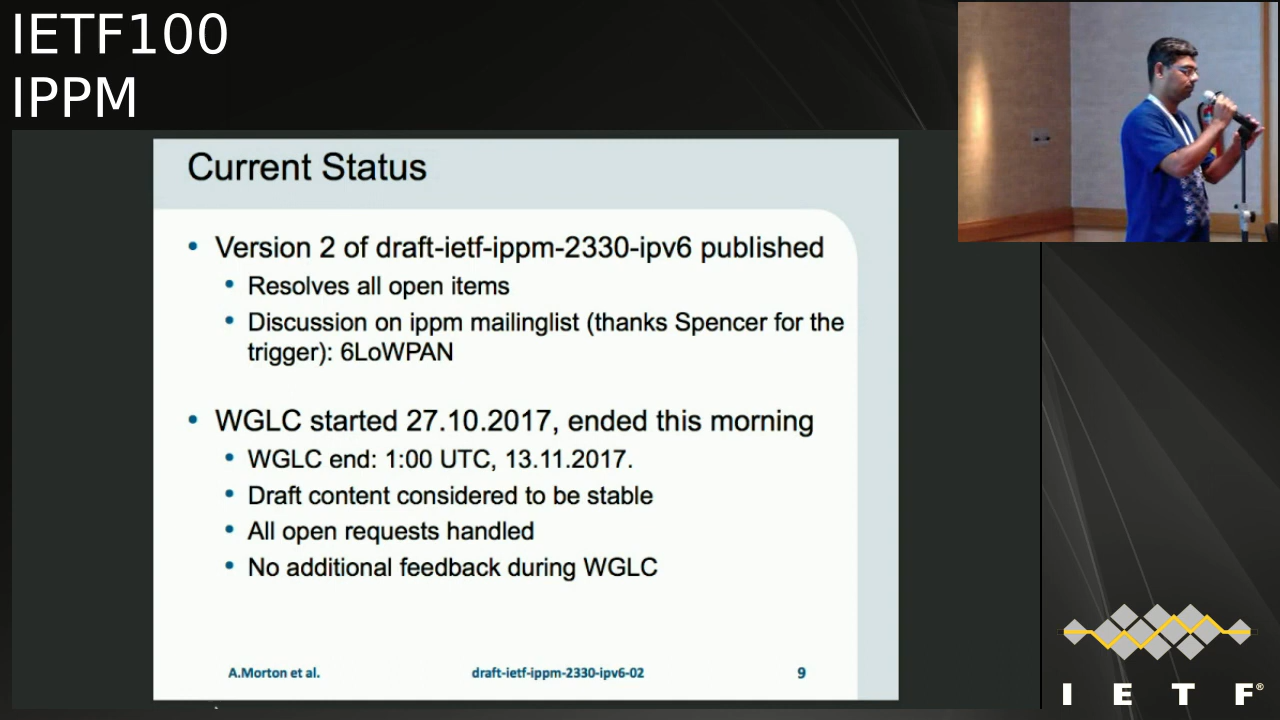 IETF100
IPPM
Current Status
• Version 2 of draft-ietf-ippm-2330-ipv6 published
• Resolves all open items
• Discussion on ippm mailinglist (thanks Spencer for the
trigger): 6LoWPAN
• WGLC started 27.10.2017, ended this morning
• WGLC end: 1:00 UTC, 13.11.2017.
• Draft content considered to be stable
• All open requests handled
• No additional feedback during WGLC
A.Morton et al. draft-ietf-ippm-2330-ipv6-02 9
I E T F®